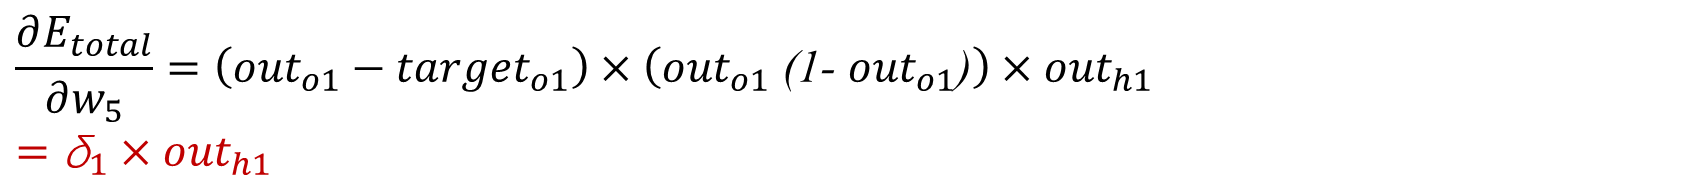 ∂E_total/∂w_5 = (out_o1 − target_o1) × (out_o1 (1- out_o1)) × out_h1
= δ_1 × out_h1